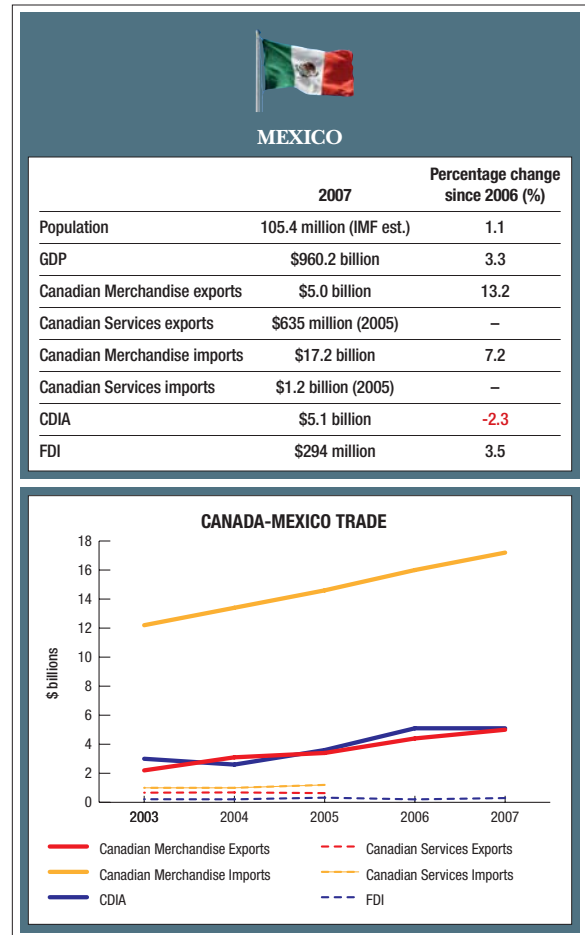 MEXICO
2007 Percentage change since 2006 (%)
Population 105.4 million (IMF est.) 1.1
GDP $960.2 billion 3.3
Canadian Merchandise exports $5.0 billion 13.2
Canadian Services exports $635 million (2005) –
Canadian Merchandise imports $17.2 billion 7.2
Canadian Services imports $1.2 billion (2005) –
CDIA $5.1 billion -2.3
FDI $294 million 3.5
CANADA-MEXICO TRADE
$ billions
18
16
14
12
10
8
6
4
2
0
2003 2004 2005 2006 2007
Canadian Merchandise Exports Canadian Services Exports
Canadian Merchandise Imports Canadian Services Imports
CDIA FDI